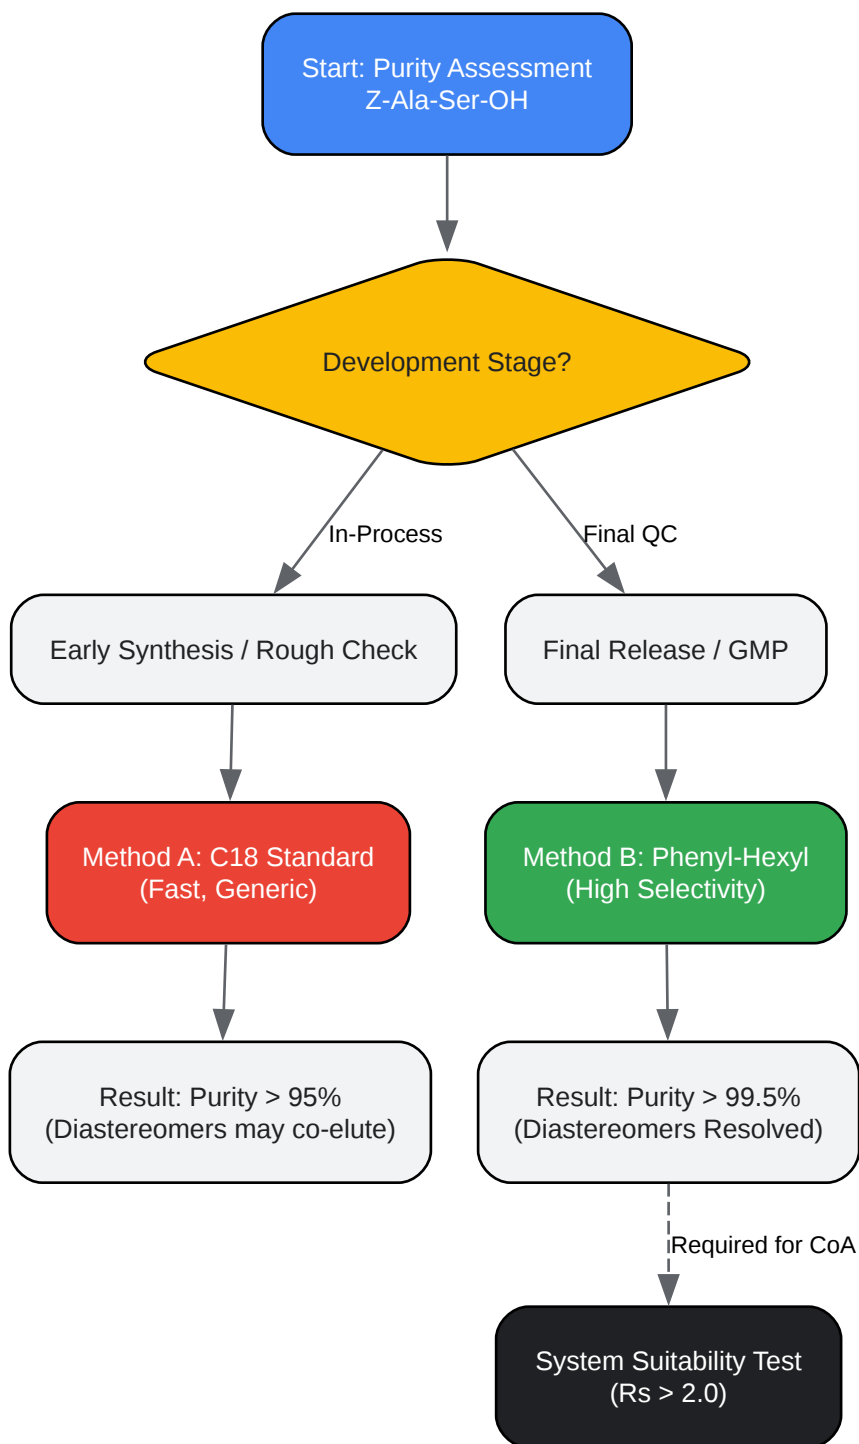 Start: Purity Assessment
Z-Ala-Ser-OH
Development Stage?
In-Process
Final QC
Early Synthesis / Rough Check
Final Release / GMP
Method A: C18 Standard
(Fast, Generic)
Method B: Phenyl-Hexyl
(High Selectivity)
Result: Purity > 95%
(Diastereomers may co-elute)
Result: Purity > 99.5%
(Diastereomers Resolved)
Required for CoA
System Suitability Test
(Rs > 2.0)